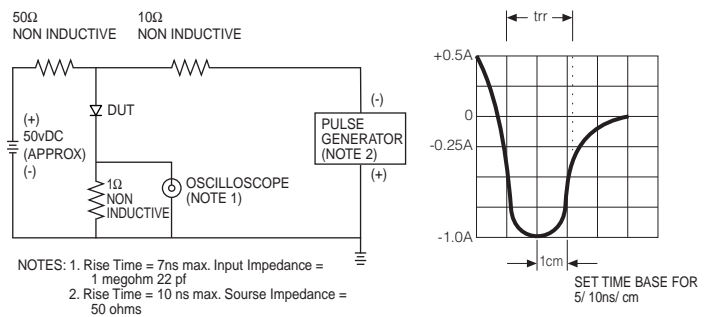 50Ω
NON INDUCTIVE
10Ω
NON INDUCTIVE
DUT
(+)
50vDC
(APPROX)
(-)
1Ω
NON
INDUCTIVE
OSCILLOSCOPE
(NOTE 1)
(-)
PULSE
GENERATOR
(NOTE 2)
(+)
NOTES: 1. Rise Time = 7ns max. Input Impedance =
1 megohm 22 pf
2. Rise Time = 10 ns max. Sourse Impedance =
50 ohms
trr
+0.5A
0
-0.25A
-1.0A
1cm
SET TIME BASE FOR
5/ 10ns/ cm